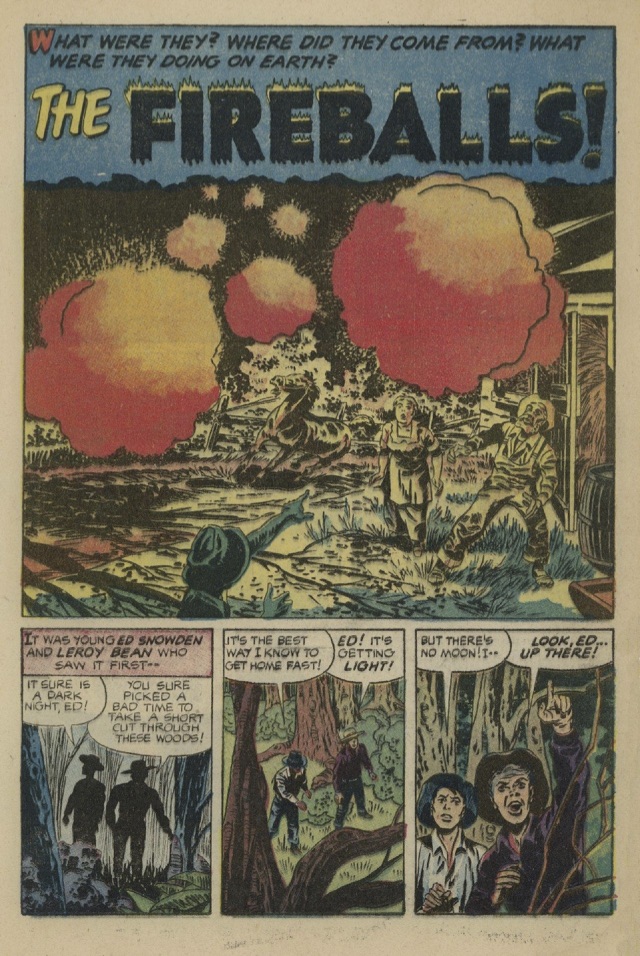 WHAT WERE THEY? WHERE DID THEY COME FROM? WHAT
WERE THEY DOING ON EARTH?
THE FIREBALLS!
IT WAS YOUNG ED SNOWDEN
AND LEROY BEAN WHO
SAW IT FIRST--
IT SURE IS
A DARK
NIGHT, ED!
YOU SURE
PICKED A
BAD TIME TO
TAKE A SHORT
CUT THROUGH
THESE WOODS!
IT'S THE BEST
WAY I KNOW TO
GET HOME FAST!
ED! IT'S
GETTING
LIGHT!
BUT THERE'S
NO MOON! I--
LOOK, ED...
UP THERE!